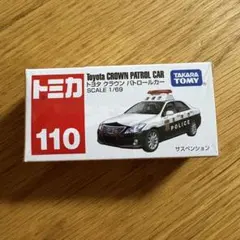 トミカ
110
Toyota CROWN PATROL CAR
トヨタ クラウン パトロールカー
SCALE 1/69
TAKARA
TOMY
POLICE
サスペンション